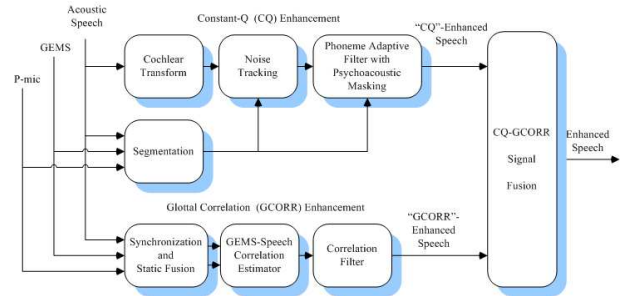 Acoustic
Speech
Constant-Q (CQ) Enhancement
GEMS
P-mic
Cochlear
Transform
Noise
Tracking
Phoneme Adaptive
Filter with
Psychoacoustic
Masking
“CQ”-Enhanced
Speech
Segmentation
CQ-GCORR
Signal
Fusion
Enhanced
Speech
Glottal Correlation (GCORR) Enhancement
Synchronization
and
Static Fusion
GEMS-Speech
Correlation
Estimator
Correlation
Filter
“GCORR”-
Enhanced
Speech